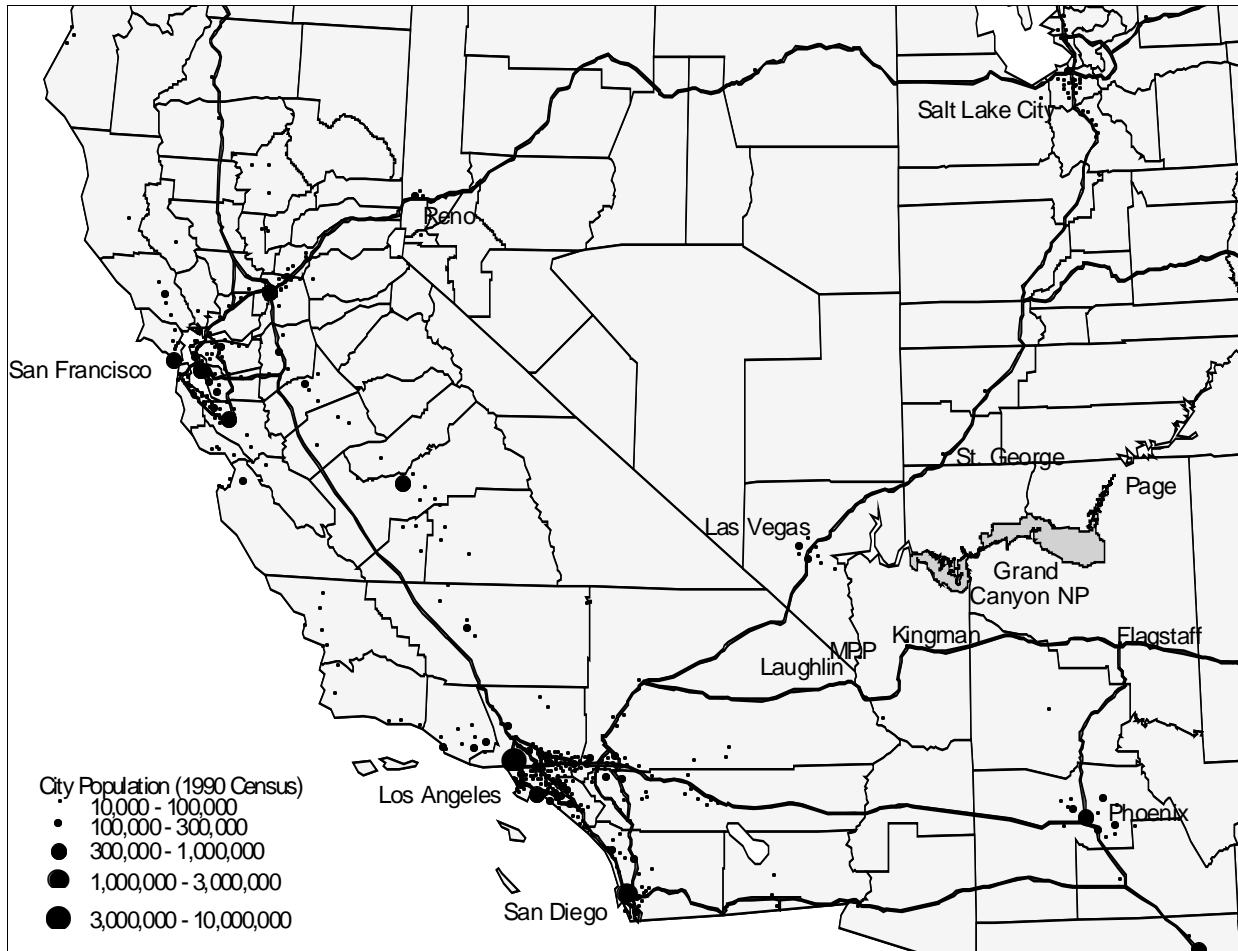 Salt Lake City
Reno
San Francisco
St. George
Page
Las Vegas
Grand
Canyon NP
Kingman
Flagstaff
MPP
Laughlin
City Population (1990 Census)
10,000 - 100,000
100,000 - 300,000
300,000 - 1,000,000
1,000,000 - 3,000,000
3,000,000 - 10,000,000
Los Angeles
Phoenix
San Diego